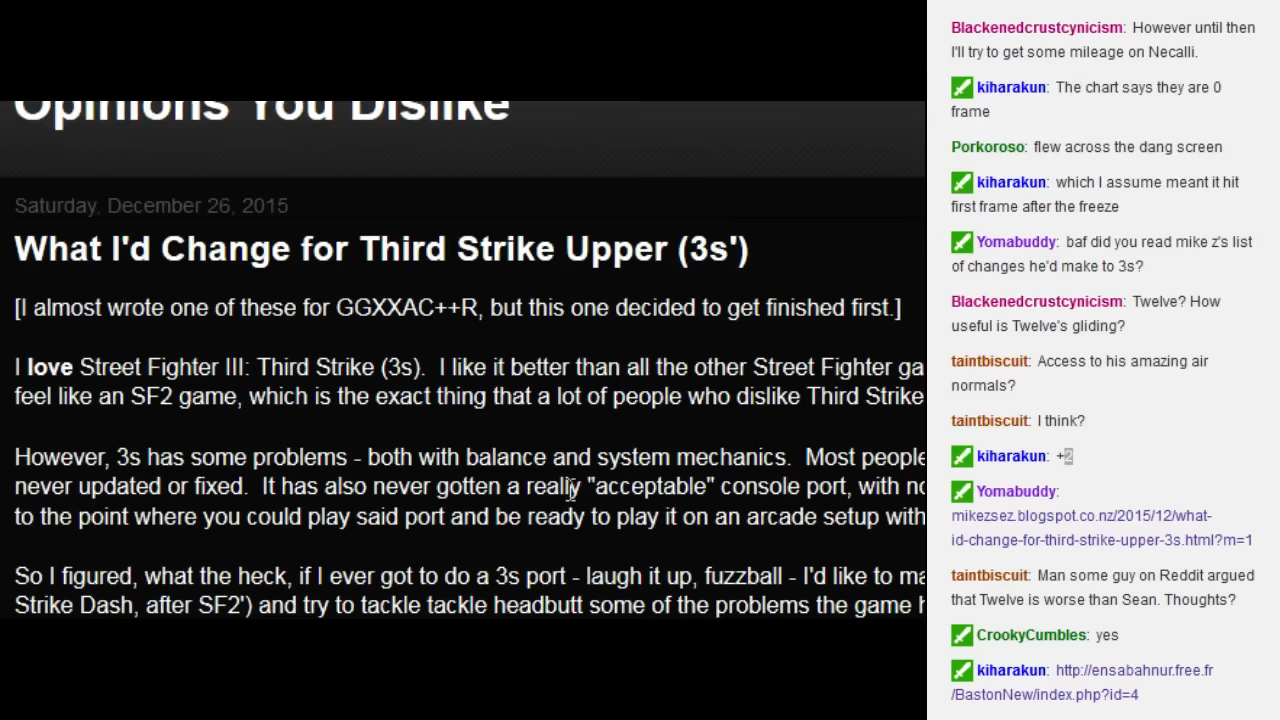 Opinions You Dislike
Saturday, December 26, 2015
What I'd Change for Third Strike Upper (3s')
[I almost wrote one of these for GGXXAC++R, but this one decided to get finished first.]
I love Street Fighter III: Third Strike (3s).  I like it better than all the other Street Fighter ga
feel like an SF2 game, which is the exact thing that a lot of people who dislike Third Strike
However, 3s has some problems - both with balance and system mechanics.  Most people
never updated or fixed.  It has also never gotten a really "acceptable" console port, with no
to the point where you could play said port and be ready to play it on an arcade setup with
So I figured, what the heck, if I ever got to do a 3s port - laugh it up, fuzzball - I'd like to ma
Strike Dash, after SF2') and try to tackle tackle headbutt some of the problems the game h
Blackenedcrustcynicism: However until then
I'll try to get some mileage on Necalli.
kiharakun: The chart says they are 0
frame
Porkoroso: flew across the dang screen
kiharakun: which I assume meant it hit
first frame after the freeze
Yomabuddy: baf did you read mike z's list
of changes he'd make to 3s?
Blackenedcrustcynicism: Twelve? How
useful is Twelve's gliding?
taintbiscuit: Access to his amazing air
normals?
taintbiscuit: I think?
kiharakun: +2
Yomabuddy:
mikezsez.blogspot.co.nz/2015/12/what-
id-change-for-third-strike-upper-3s.html?m=1
taintbiscuit: Man some guy on Reddit argued
that Twelve is worse than Sean. Thoughts?
CrookyCumbles: yes
kiharakun: http://ensabahnur.free.fr
/BastonNew/index.php?id=4